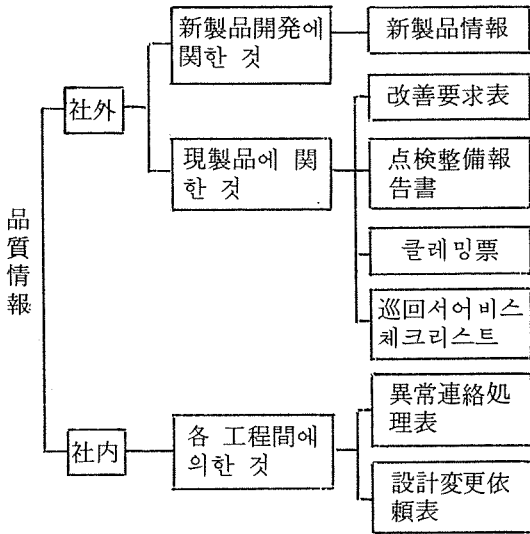 品質情報
社外
新製品開発에
関한 것
新製品情報
現製品에 関
한 것
改善要求表
点検整備報
告書
클레밍票
巡回서어비스
체크리스트
社内
各 工程間에
의한 것
異常連絡処
理表
設計変更依
頼表